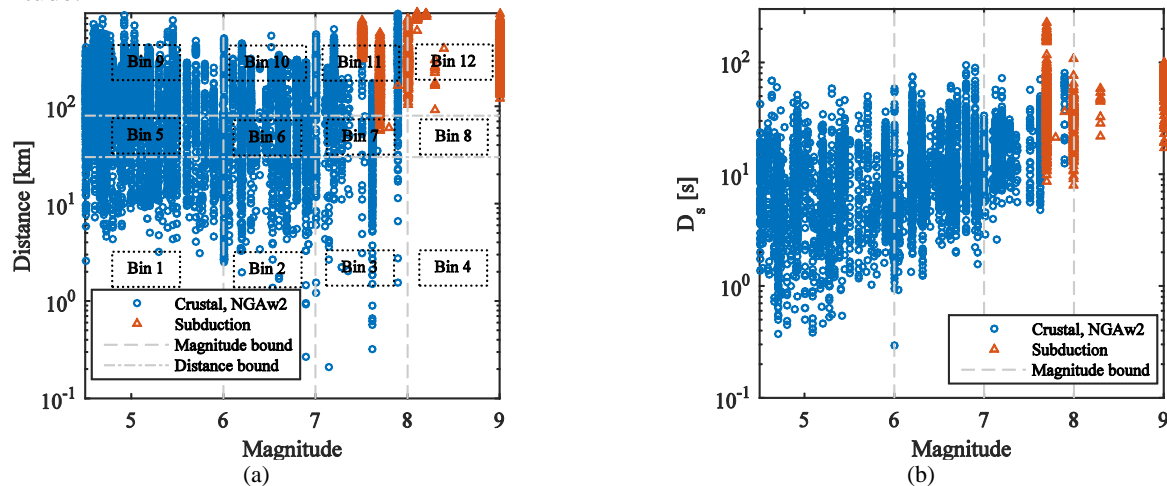 Distance [km]
10^2
10^1
10^0
10^-1
Bin 9
Bin 10
Bin 11
Bin 12
Bin 5
Bin 6
Bin 7
Bin 8
Bin 1
Bin 2
Bin 3
Bin 4
Crustal, NGAw2
Subduction
Magnitude bound
Distance bound
5 6 7 8 9
Magnitude
(a)
D_s [s]
10^2
10^1
10^0
10^-1
Crustal, NGAw2
Subduction
Magnitude bound
5 6 7 8 9
Magnitude
(b)